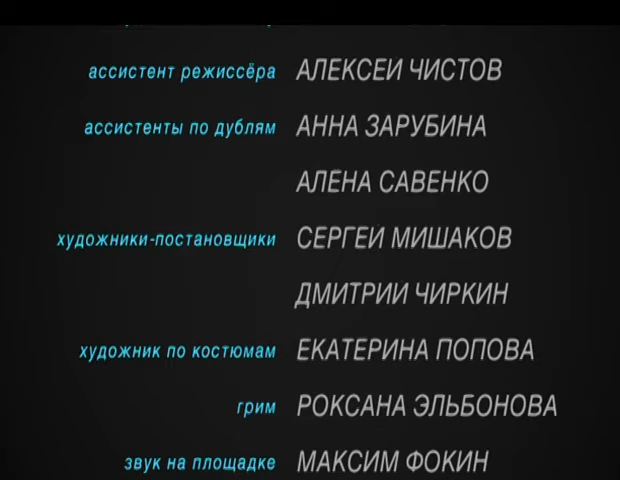 ассистент режиссёра АЛЕКСЕИ ЧИСТОВ
ассистенты по дублям АННА ЗАРУБИНА
АЛЁНА САВЕНКО
художники-постановщики СЕРГЕИ МИШАКОВ
ДМИТРИИ ЧИРКИН
художник по костюмам ЕКАТЕРИНА ПОПОВА
грим РОКСАНА ЭЛЬБОНОВА
звук на площадке МАКСИМ ФОКИН